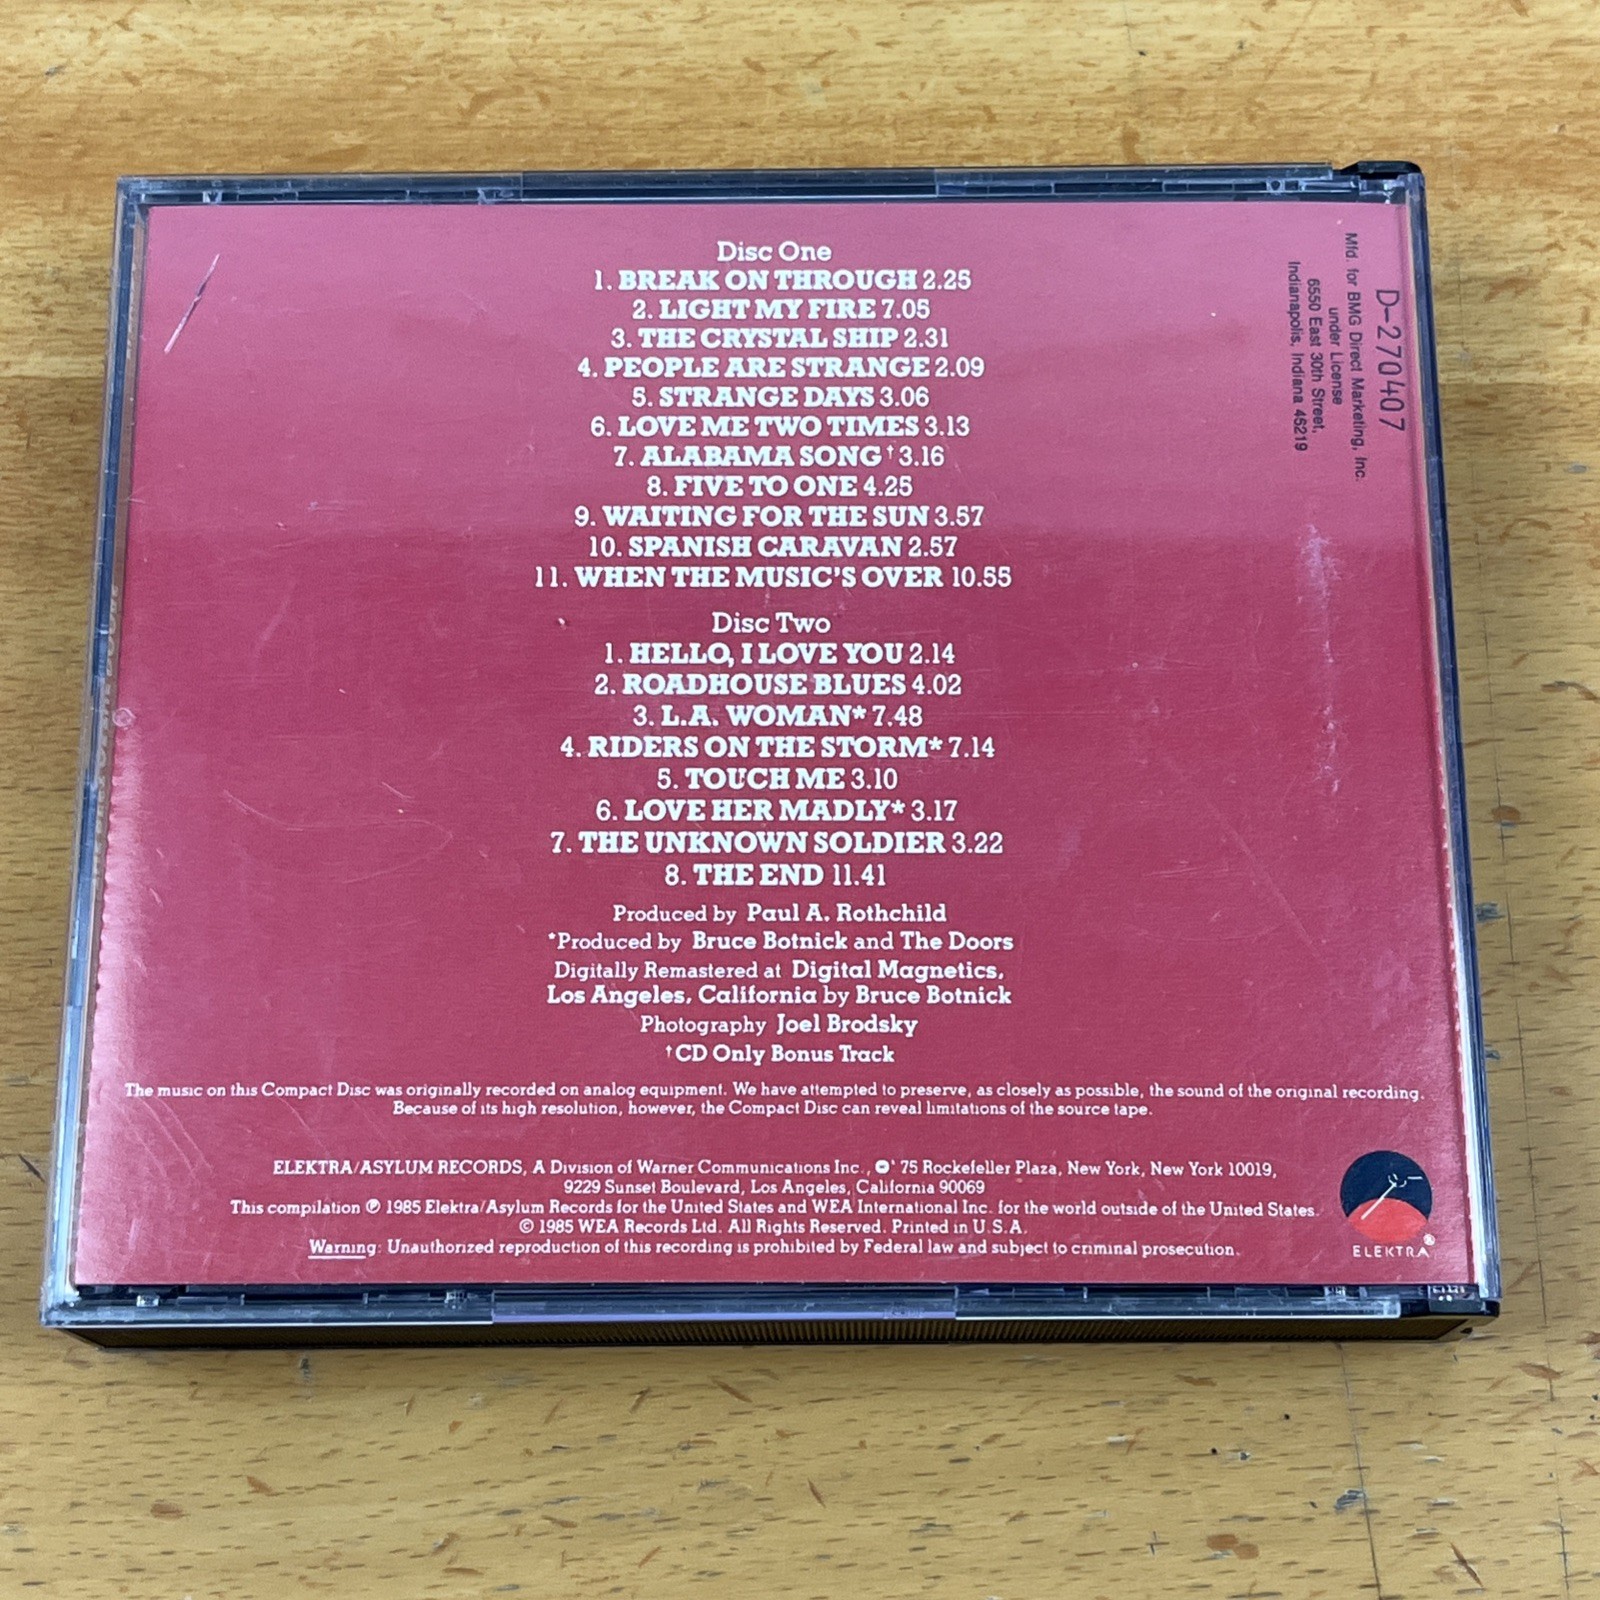 Disc One
1. BREAK ON THROUGH 2.25
2. LIGHT MY FIRE 7.05
3. THE CRYSTAL SHIP 2.31
4. PEOPLE ARE STRANGE 2.09
5. STRANGE DAYS 3.06
6. LOVE ME TWO TIMES 3.13
7. ALABAMA SONG † 3.16
8. FIVE TO ONE 4.25
9. WAITING FOR THE SUN 3.57
10. SPANISH CARAVAN 2.57
11. WHEN THE MUSIC'S OVER 10.55
Disc Two
1. HELLO, I LOVE YOU 2.14
2. ROADHOUSE BLUES 4.02
3. L.A. WOMAN* 7.48
4. RIDERS ON THE STORM* 7.14
5. TOUCH ME 3.10
6. LOVE HER MADLY* 3.17
7. THE UNKNOWN SOLDIER 3.22
8. THE END 11.41
Produced by Paul A. Rothchild
*Produced by Bruce Botnick and The Doors
Digitally Remastered at Digital Magnetics,
Los Angeles, California by Bruce Botnick
Photography Joel Brodsky
†CD Only Bonus Track
The music on this Compact Disc was originally recorded on analog equipment. We have attempted to preserve, as closely as possible, the sound of the original recording.
Because of its high resolution, however, the Compact Disc can reveal limitations of the source tape.
ELEKTRA/ASYLUM RECORDS, A Division of Warner Communications Inc., 75 Rockefeller Plaza, New York, New York 10019,
9229 Sunset Boulevard, Los Angeles, California 90069
This compilation ℗ 1985 Elektra/Asylum Records for the United States and WEA International Inc. for the world outside of the United States.
© 1985 WEA Records Ltd. All Rights Reserved. Printed in U.S.A.
Warning: Unauthorized reproduction of this recording is prohibited by Federal law and subject to criminal prosecution.
ELEKTRA®
D-270407
Mfd. for BMG Direct Marketing, Inc.
under License
6550 East 30th Street,
Indianapolis, Indiana 46219